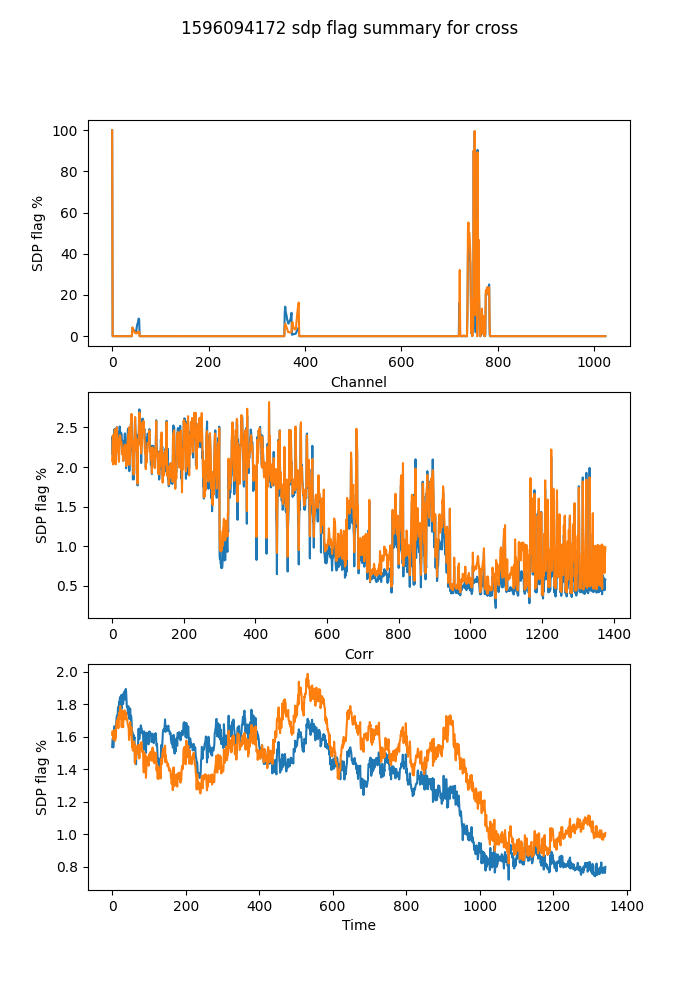 1596094172 sdp flag summary for cross
100
80
60
40
20
0
SDP flag %
0 200 400 600 800 1000
Channel
2.5
2.0
1.5
1.0
0.5
SDP flag %
0 200 400 600 800 1000 1200 1400
Corr
2.0
1.8
1.6
1.4
1.2
1.0
0.8
SDP flag %
0 200 400 600 800 1000 1200 1400
Time